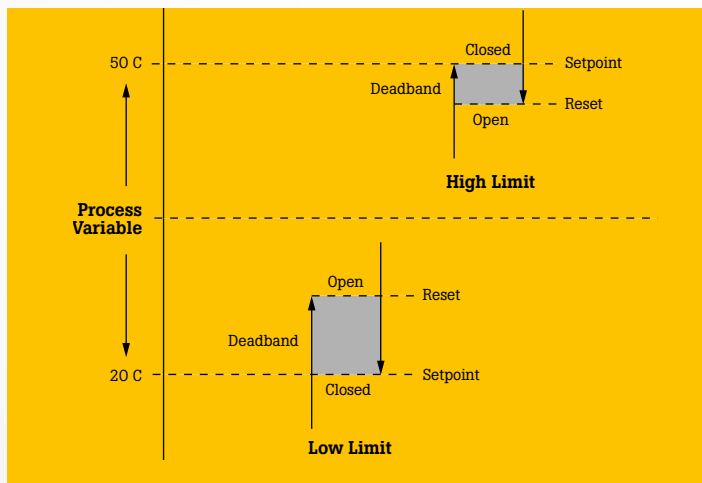 Closed
50 C
Setpoint
Deadband
Reset
Open
High Limit
Process
Variable
Open
Reset
Deadband
20 C
Setpoint
Closed
Low Limit